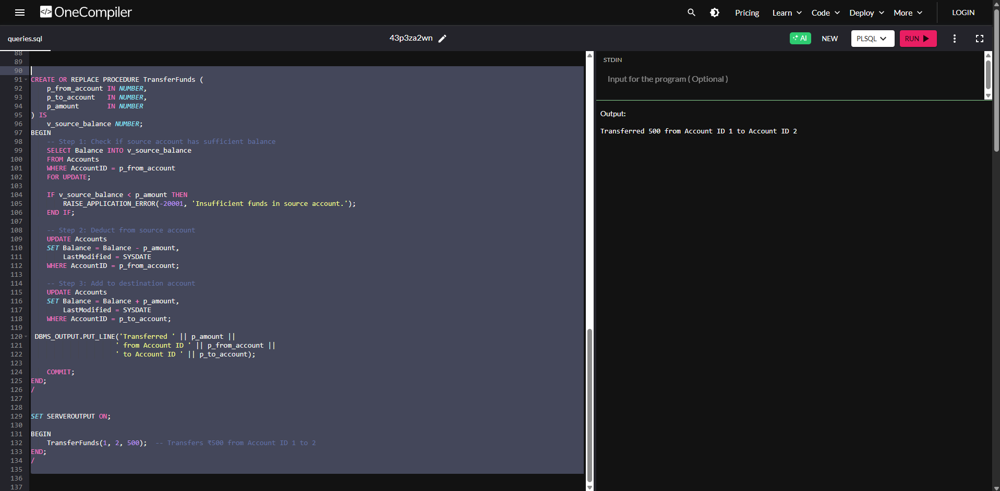 OneCompiler
Pricing
Learn
Code
Deploy
More
LOGIN
queries.sql
43p3za2wn
AI
NEW
PLSQL
RUN
88
89
90
91 CREATE OR REPLACE PROCEDURE TransferFunds (
92 p_from_account IN NUMBER,
93 p_to_account IN NUMBER,
94 p_amount IN NUMBER
95 ) IS
96 v_source_balance NUMBER;
97 BEGIN
98 -- Step 1: Check if source account has sufficient balance
99 SELECT Balance INTO v_source_balance
100 FROM Accounts
101 WHERE AccountID = p_from_account
102 FOR UPDATE;
103
104 IF v_source_balance < p_amount THEN
105 RAISE_APPLICATION_ERROR(-20001, 'Insufficient funds in source account.');
106 END IF;
107
108 -- Step 2: Deduct from source account
109 UPDATE Accounts
110 SET Balance = Balance - p_amount,
111 LastModified = SYSDATE
112 WHERE AccountID = p_from_account;
113
114 -- Step 3: Add to destination account
115 UPDATE Accounts
116 SET Balance = Balance + p_amount,
117 LastModified = SYSDATE
118 WHERE AccountID = p_to_account;
119
120 DBMS_OUTPUT.PUT_LINE('Transferred ' || p_amount ||
121 ' from Account ID ' || p_from_account ||
122 ' to Account ID ' || p_to_account);
123
124 COMMIT;
125 END;
126 /
127
128
129 SET SERVEROUTPUT ON;
130
131 BEGIN
132 TransferFunds(1, 2, 500); -- Transfers ₹500 from Account ID 1 to 2
133 END;
134 /
135
136
137
STDIN
Input for the program ( Optional )
Output:
Transferred 500 from Account ID 1 to Account ID 2